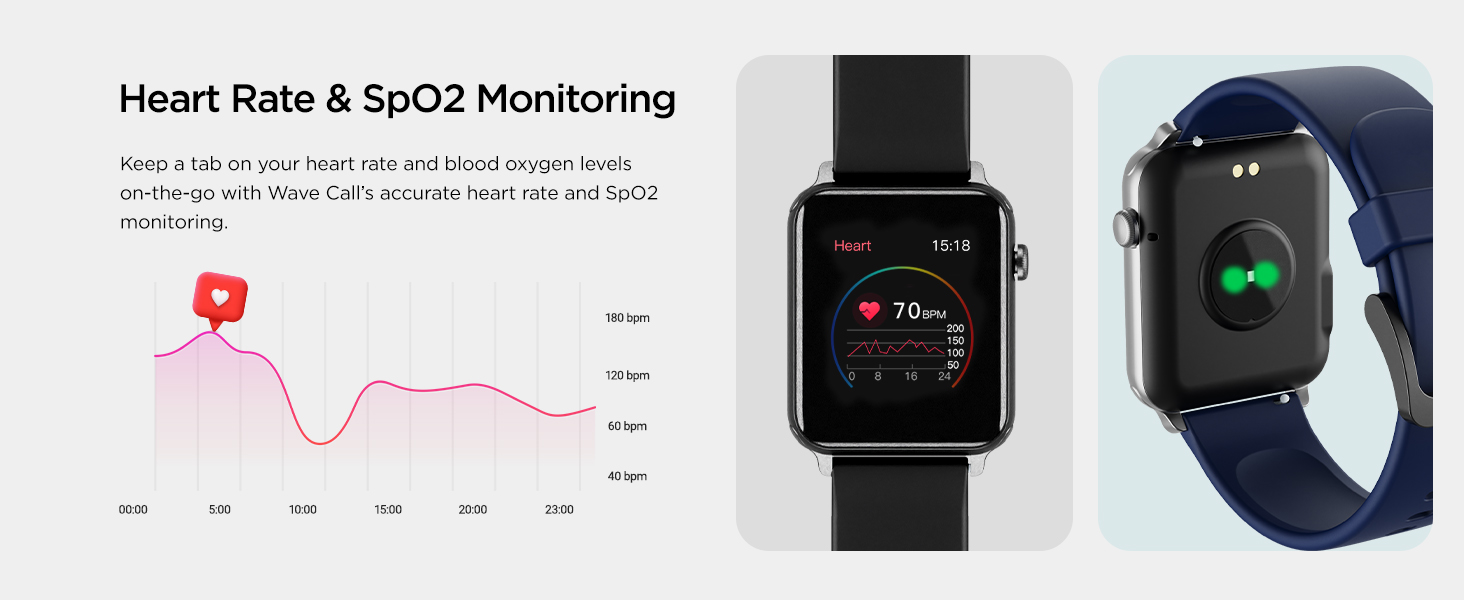 Heart Rate & SpO2 Monitoring
Keep a tab on your heart rate and blood oxygen levels
on-the-go with Wave Call’s accurate heart rate and SpO2
monitoring.
180 bpm
120 bpm
60 bpm
40 bpm
00:00 5:00 10:00 15:00 20:00 23:00
Heart 15:18
70 BPM
200
150
100
50
0 8 16 24